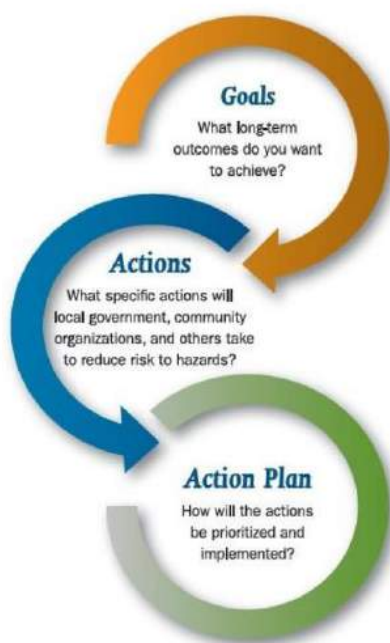 Goals
What long-term
outcomes do you want
to achieve?
Actions
What specific actions will
local government, community
organizations, and others take
to reduce risk to hazards?
Action Plan
How will the actions
be prioritized and
implemented?